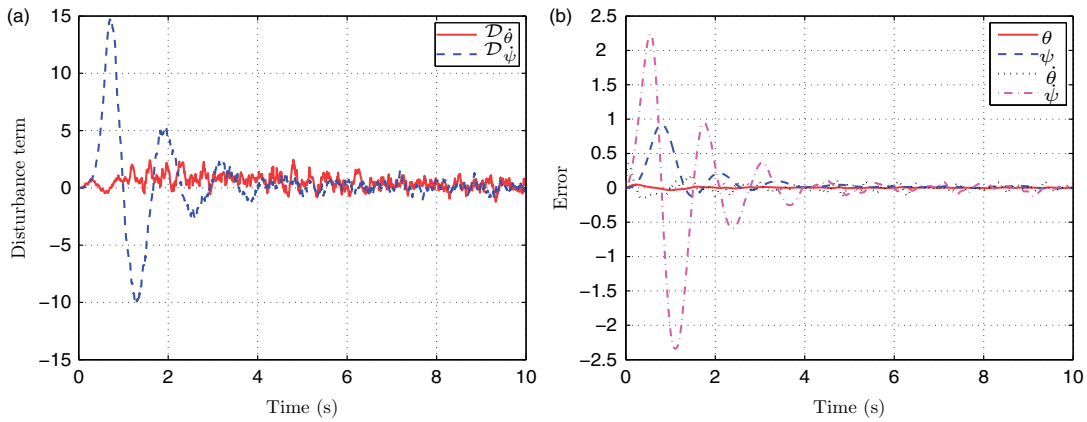 (a)
15
10
5
0
−5
−10
−15
Disturbance term
0 2 4 6 8 10
Time (s)
𝒟_θ̇
𝒟_ψ̇
(b)
2.5
2
1.5
1
0.5
0
−0.5
−1
−1.5
−2
−2.5
Error
0 2 4 6 8 10
Time (s)
θ
ψ
θ̇
ψ̇